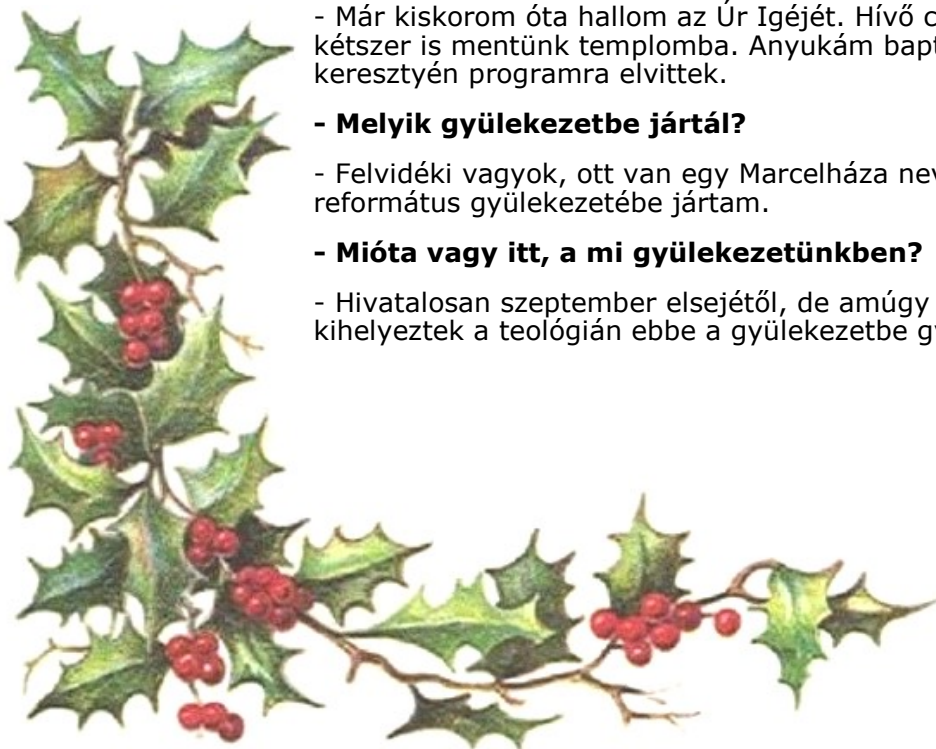 - Már kiskorom óta hallom az Úr Igéjét. Hívő c
kétszer is mentünk templomba. Anyukám bapt
keresztyén programra elvittek.
- Melyik gyülekezetbe jártál?
- Felvidéki vagyok, ott van egy Marcelháza nev
református gyülekezetébe jártam.
- Mióta vagy itt, a mi gyülekezetünkben?
- Hivatalosan szeptember elsejétől, de amúgy
kihelyeztek a teológián ebbe a gyülekezetbe gy